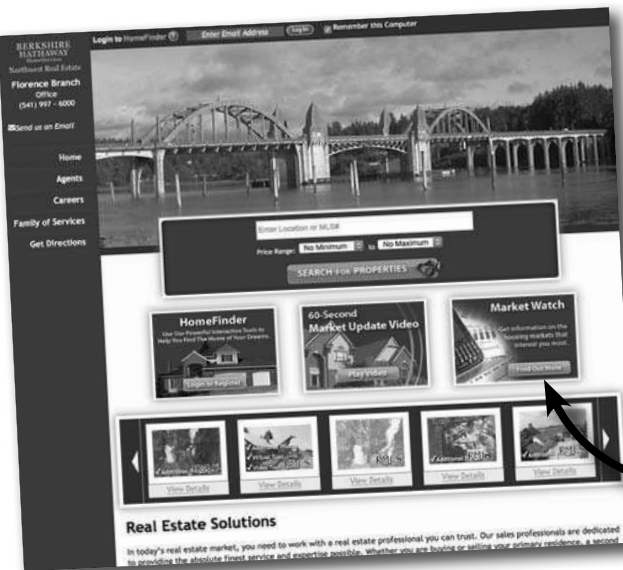 BERKSHIRE
HATHAWAY
HomeServices
Northwest Real Estate
Florence Branch
Office
(541) 997 - 6000
Send us an Email
Home
Agents
Careers
Family of Services
Get Directions
Login to HomeFinder
Enter Email Address
Log In
Remember this Computer
Enter Location or MLS#
Price Range: No Minimum to No Maximum
SEARCH FOR PROPERTIES
HomeFinder
Use Our Powerful Interactive Tools to
Help You Find The Home of Your Dreams...
Login or Register
60-Second
Market Update Video
Play Video
Market Watch
Get information on the
housing markets that
interest you most...
Find Out More
View Details
View Details
View Details
View Details
View Details
Real Estate Solutions
In today's real estate market, you need to work with a real estate professional you can trust. Our sales professionals are dedicated
to providing the absolute finest service and expertise possible. Whether you are buying or selling your primary residence, a second